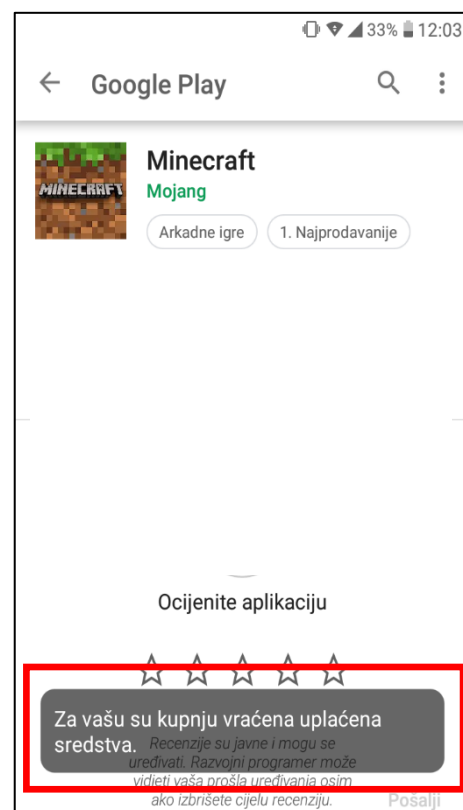 33% 12:03
Google Play
Minecraft
MINECRAFT
Mojang
Arkadne igre 1. Najprodavanije
Ocijenite aplikaciju
Za vašu su kupnju vraćena uplaćena
sredstva.
Recenzije su javne i mogu se
uređivati. Razvojni programer može
vidjeti vaša prošla uređivanja osim
ako izbrišete cijelu recenziju.
Pošalji